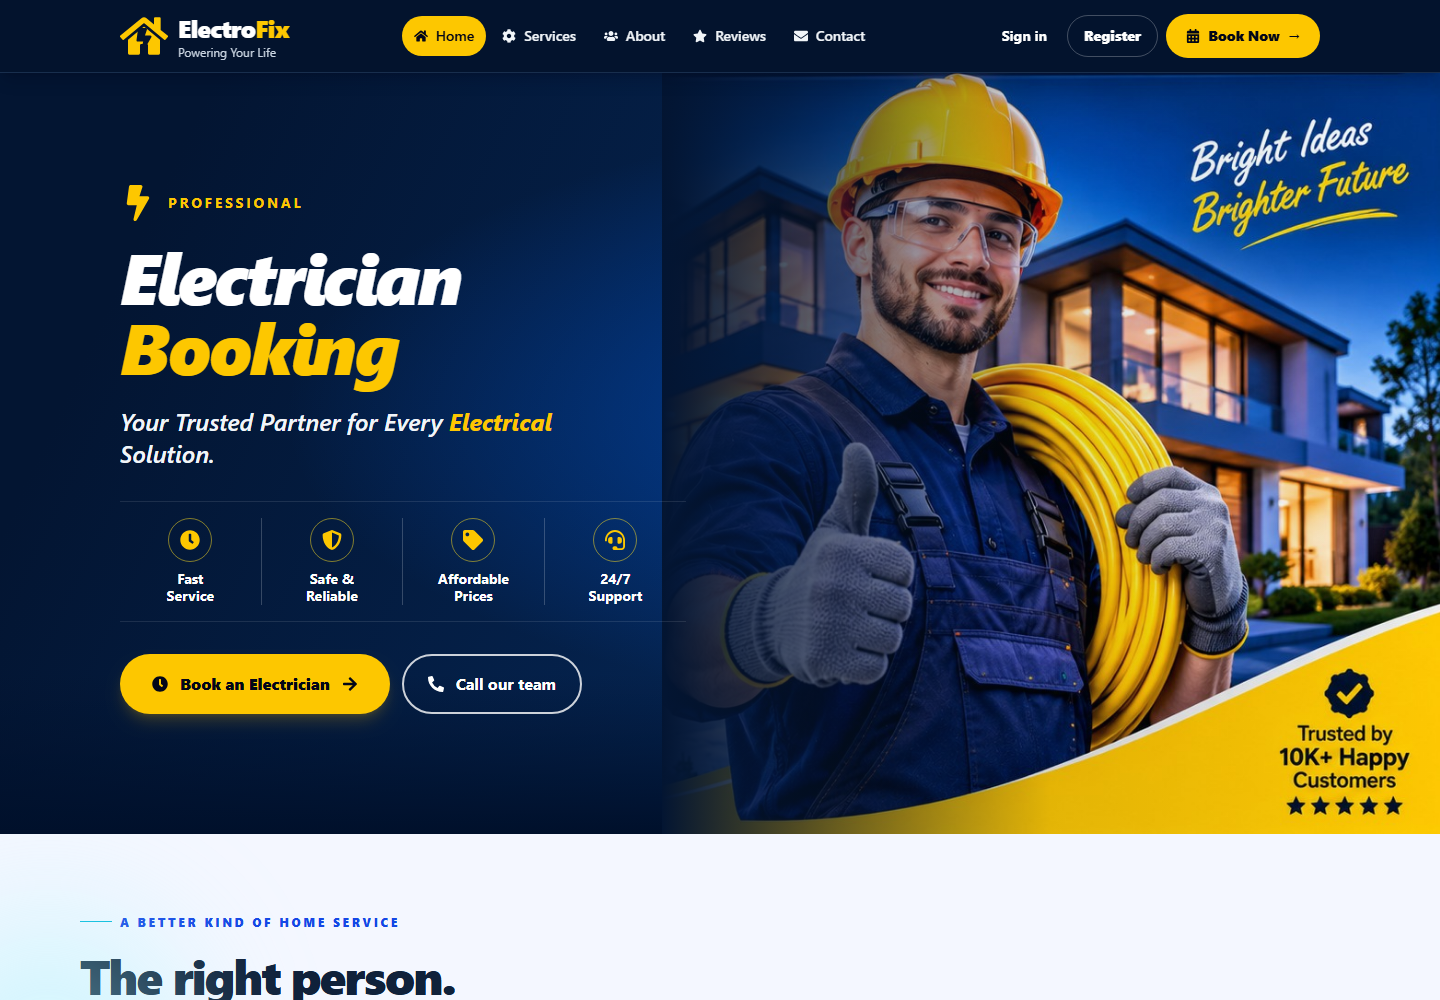 ElectroFix
Powering Your Life
Home
Services
About
Reviews
Contact
Sign in
Register
Book Now →
Bright Ideas
Brighter Future
PROFESSIONAL
Electrician
Booking
Your Trusted Partner for Every Electrical
Solution.
Fast
Service
Safe &
Reliable
Affordable
Prices
24/7
Support
Book an Electrician →
Call our team
Trusted by
10K+ Happy
Customers
A BETTER KIND OF HOME SERVICE
The right person.